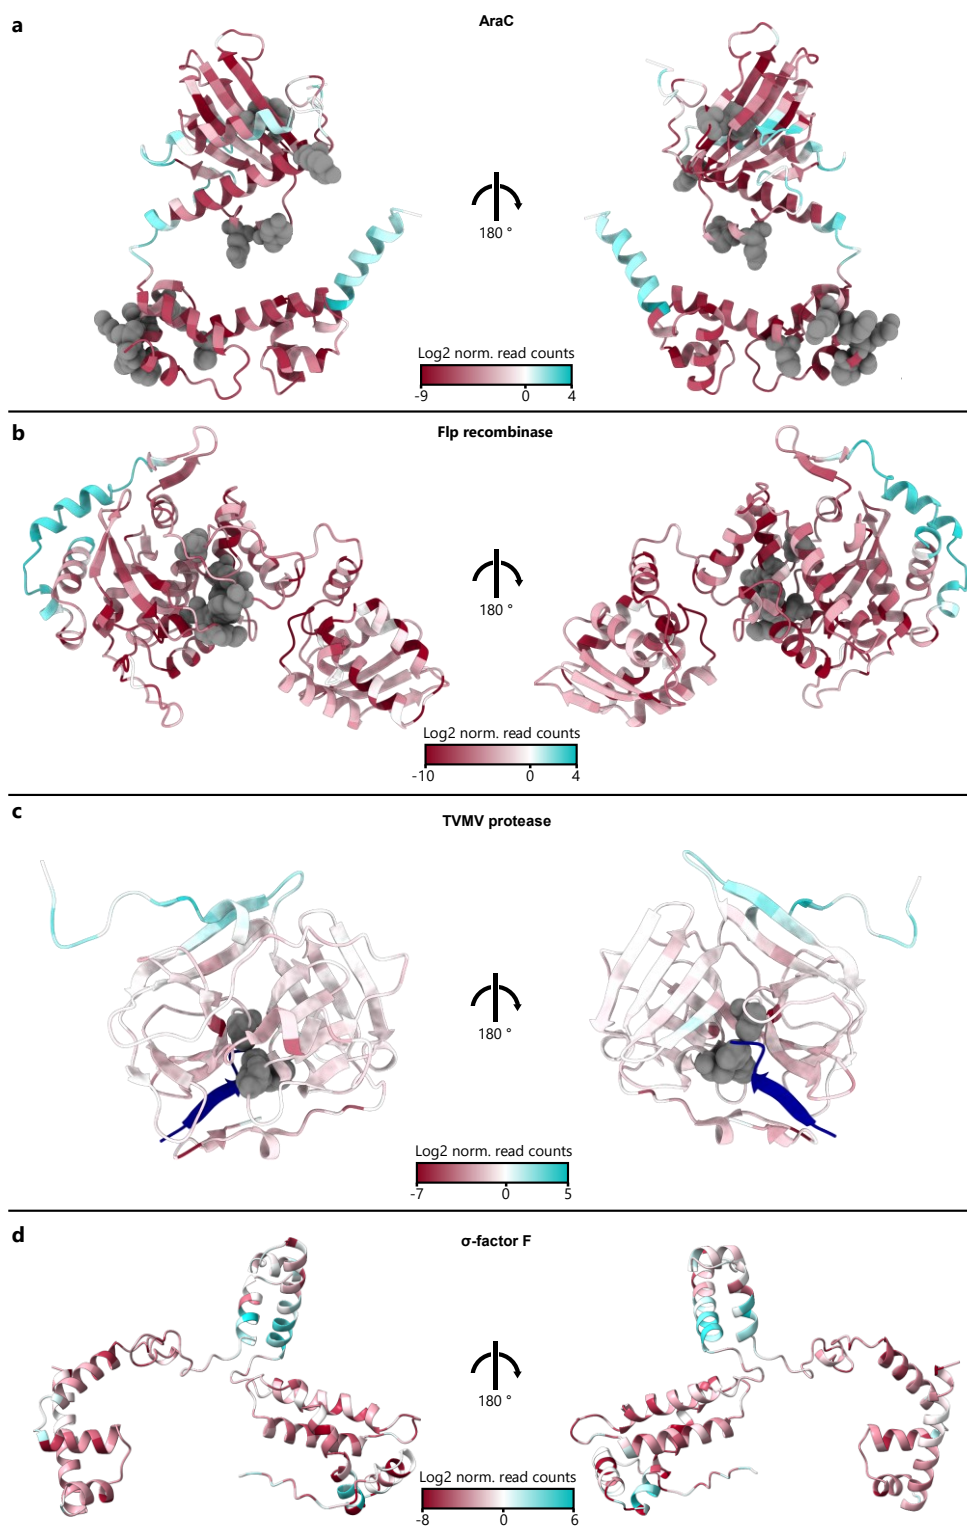 a
AraC
180 °
Log2 norm. read counts
-9 0 4
b
Flp recombinase
180 °
Log2 norm. read counts
-10 0 4
c
TVMV protease
180 °
Log2 norm. read counts
-7 0 5
d
σ-factor F
180 °
Log2 norm. read counts
-8 0 6